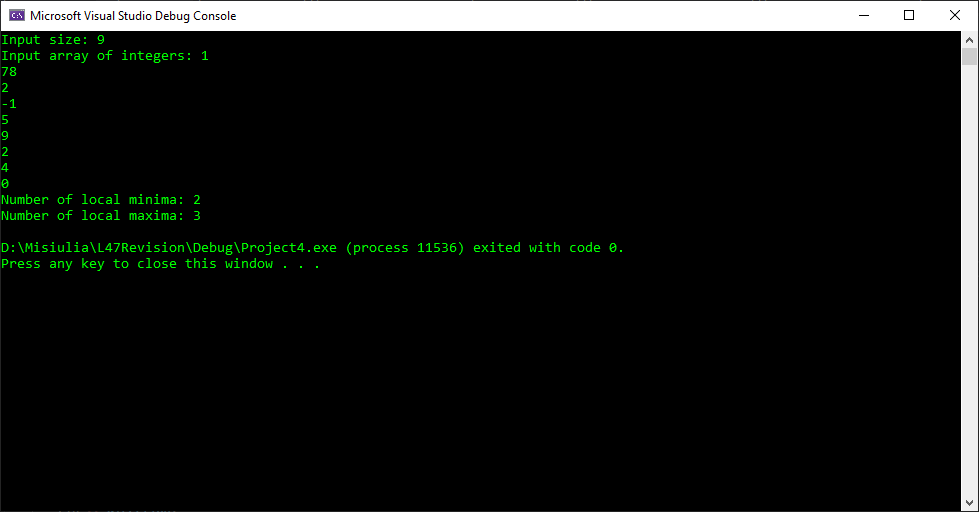 Microsoft Visual Studio Debug Console
Input size: 9
Input array of integers: 1
78
2
-1
5
9
2
4
0
Number of local minima: 2
Number of local maxima: 3
D:\Misiulia\L47Revision\Debug\Project4.exe (process 11536) exited with code 0.
Press any key to close this window . . .